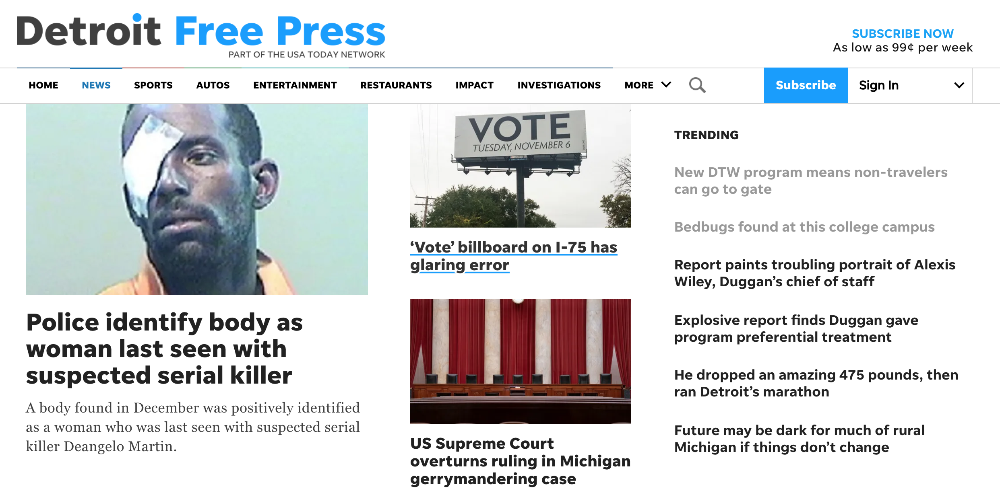 Detroit Free Press
PART OF THE USA TODAY NETWORK
SUBSCRIBE NOW
As low as 99¢ per week
HOME NEWS SPORTS AUTOS ENTERTAINMENT RESTAURANTS IMPACT INVESTIGATIONS MORE Subscribe Sign In
Police identify body as
woman last seen with
suspected serial killer
A body found in December was positively identified
as a woman who was last seen with suspected serial
killer Deangelo Martin.
VOTE
TUESDAY, NOVEMBER 6
‘Vote’ billboard on I-75 has
glaring error
US Supreme Court
overturns ruling in Michigan
gerrymandering case
TRENDING
New DTW program means non-travelers
can go to gate
Bedbugs found at this college campus
Report paints troubling portrait of Alexis
Wiley, Duggan’s chief of staff
Explosive report finds Duggan gave
program preferential treatment
He dropped an amazing 475 pounds, then
ran Detroit’s marathon
Future may be dark for much of rural
Michigan if things don’t change